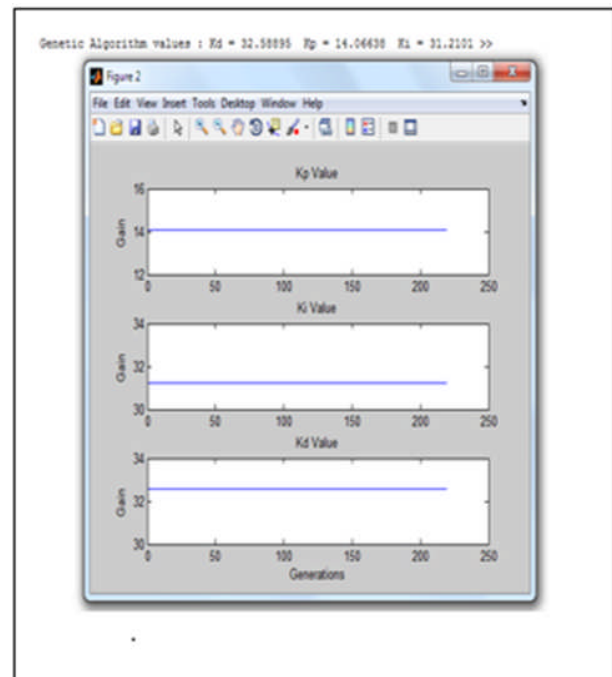 Genetic Algorithm values : Kd = 32.58895 Kp = 14.06638 Ki = 31.2101 >>
Figure 2
File Edit View Insert Tools Desktop Window Help
Kp Value
16
14
12
Gain
0 50 100 150 200 250
Ki Value
34
32
30
Gain
0 50 100 150 200 250
Kd Value
34
32
30
Gain
0 50 100 150 200 250
Generations